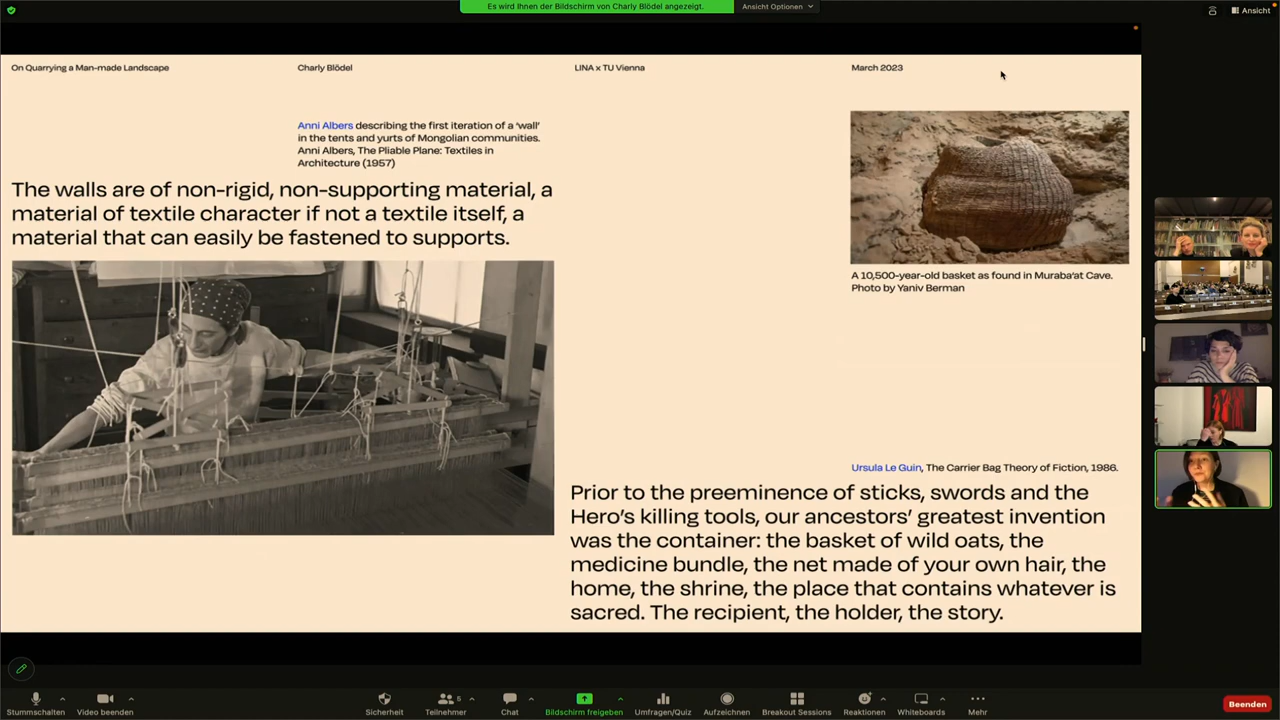 Es wird Ihnen der Bildschirm von Charly Blödel angezeigt.
Ansicht Optionen
Ansicht
On Quarrying a Man-made Landscape
Charly Blödel
LINA x TU Vienna
March 2023
Anni Albers describing the first iteration of a ‘wall’
in the tents and yurts of Mongolian communities.
Anni Albers, The Pliable Plane: Textiles in
Architecture (1957)
The walls are of non-rigid, non-supporting material, a
material of textile character if not a textile itself, a
material that can easily be fastened to supports.
A 10,500-year-old basket as found in Muraba‘at Cave.
Photo by Yaniv Berman
Ursula Le Guin, The Carrier Bag Theory of Fiction, 1986.
Prior to the preeminence of sticks, swords and the
Hero’s killing tools, our ancestors’ greatest invention
was the container: the basket of wild oats, the
medicine bundle, the net made of your own hair, the
home, the shrine, the place that contains whatever is
sacred. The recipient, the holder, the story.
Stummschalten
Video beenden
Sicherheit
Teilnehmer
5
Chat
Bildschirm freigeben
Umfragen/Quiz
Aufzeichnen
Breakout Sessions
Reaktionen
Whiteboards
Mehr
Beenden